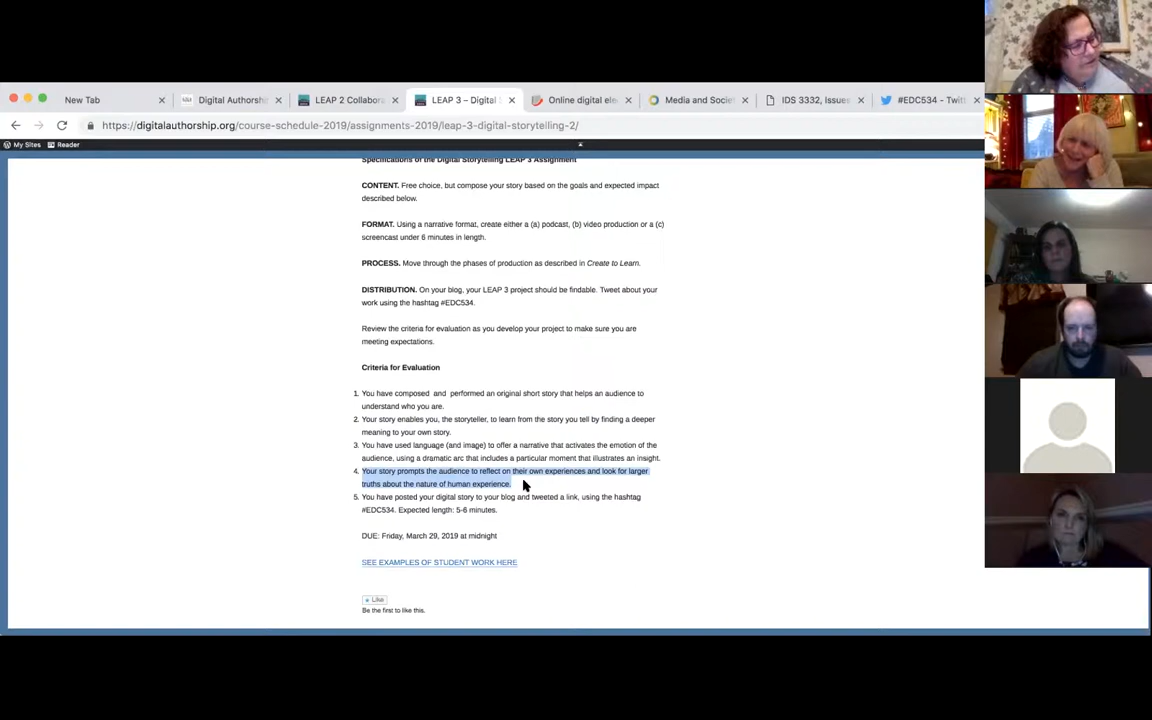 New Tab
Digital Authorshi
LEAP 2 Collabora
LEAP 3 – Digital
Online digital ele
Media and Socie
IDS 3332, Issues
#EDC534 - Twit
https://digitalauthorship.org/course-schedule-2019/assignments-2019/leap-3-digital-storytelling-2/
My Sites Reader
Specifications of the Digital Storytelling LEAP 3 Assignment
CONTENT. Free choice, but compose your story based on the goals and expected impact
described below.
FORMAT. Using a narrative format, create either a (a) podcast, (b) video production or a (c)
screencast under 6 minutes in length.
PROCESS. Move through the phases of production as described in Create to Learn.
DISTRIBUTION. On your blog, your LEAP 3 project should be findable. Tweet about your
work using the hashtag #EDC534.
Review the criteria for evaluation as you develop your project to make sure you are
meeting expectations.
Criteria for Evaluation
1. You have composed and performed an original short story that helps an audience to
understand who you are.
2. Your story enables you, the storyteller, to learn from the story you tell by finding a deeper
meaning to your own story.
3. You have used language (and image) to offer a narrative that activates the emotion of the
audience, using a dramatic arc that includes a particular moment that illustrates an insight.
4. Your story prompts the audience to reflect on their own experiences and look for larger
truths about the nature of human experience.
5. You have posted your digital story to your blog and tweeted a link, using the hashtag
#EDC534. Expected length: 5-6 minutes.
DUE: Friday, March 29, 2019 at midnight
SEE EXAMPLES OF STUDENT WORK HERE
Like
Be the first to like this.